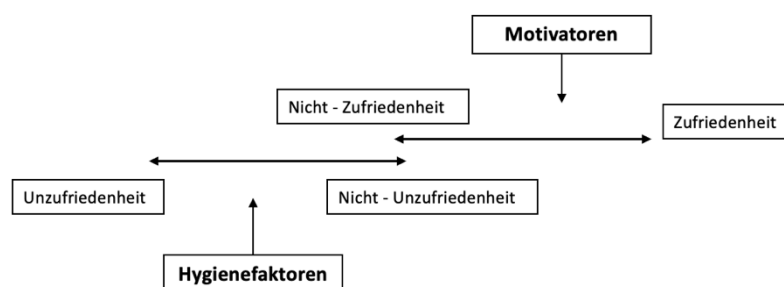 Motivatoren
Nicht - Zufriedenheit
Zufriedenheit
Unzufriedenheit
Nicht - Unzufriedenheit
Hygienefaktoren